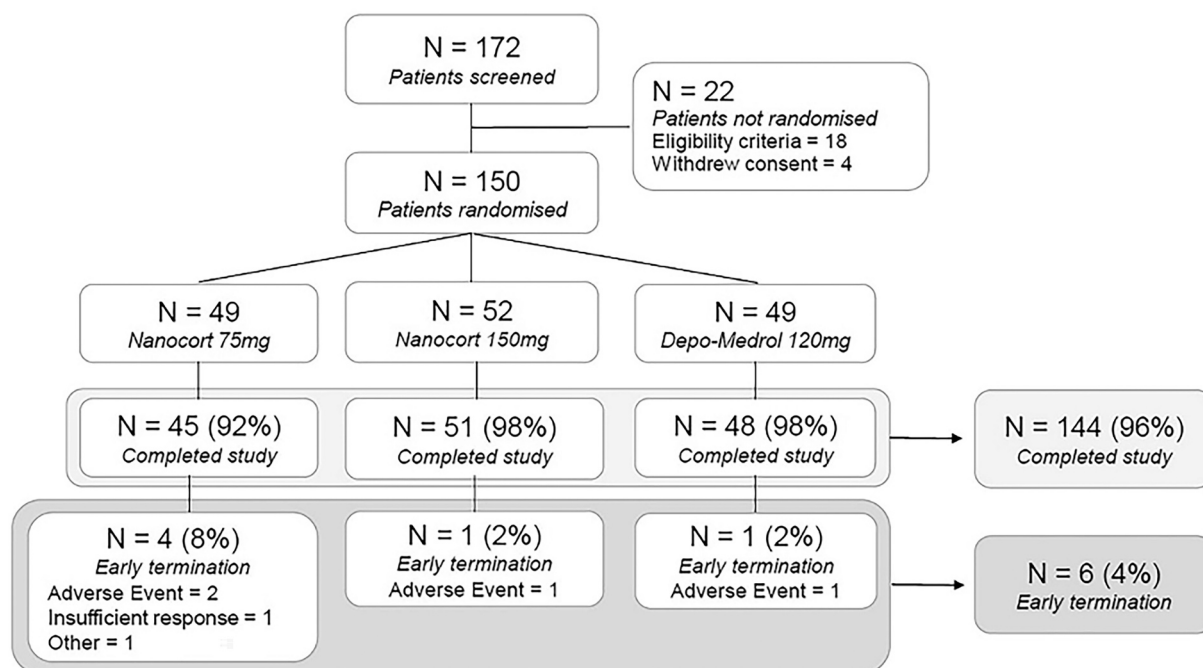 N = 172
Patients screened
N = 22
Patients not randomised
Eligibility criteria = 18
Withdrew consent = 4
N = 150
Patients randomised
N = 49
Nanocort 75mg
N = 52
Nanocort 150mg
N = 49
Depo-Medrol 120mg
N = 45 (92%)
Completed study
N = 51 (98%)
Completed study
N = 48 (98%)
Completed study
N = 144 (96%)
Completed study
N = 4 (8%)
Early termination
Adverse Event = 2
Insufficient response = 1
Other = 1
N = 1 (2%)
Early termination
Adverse Event = 1
N = 1 (2%)
Early termination
Adverse Event = 1
N = 6 (4%)
Early termination